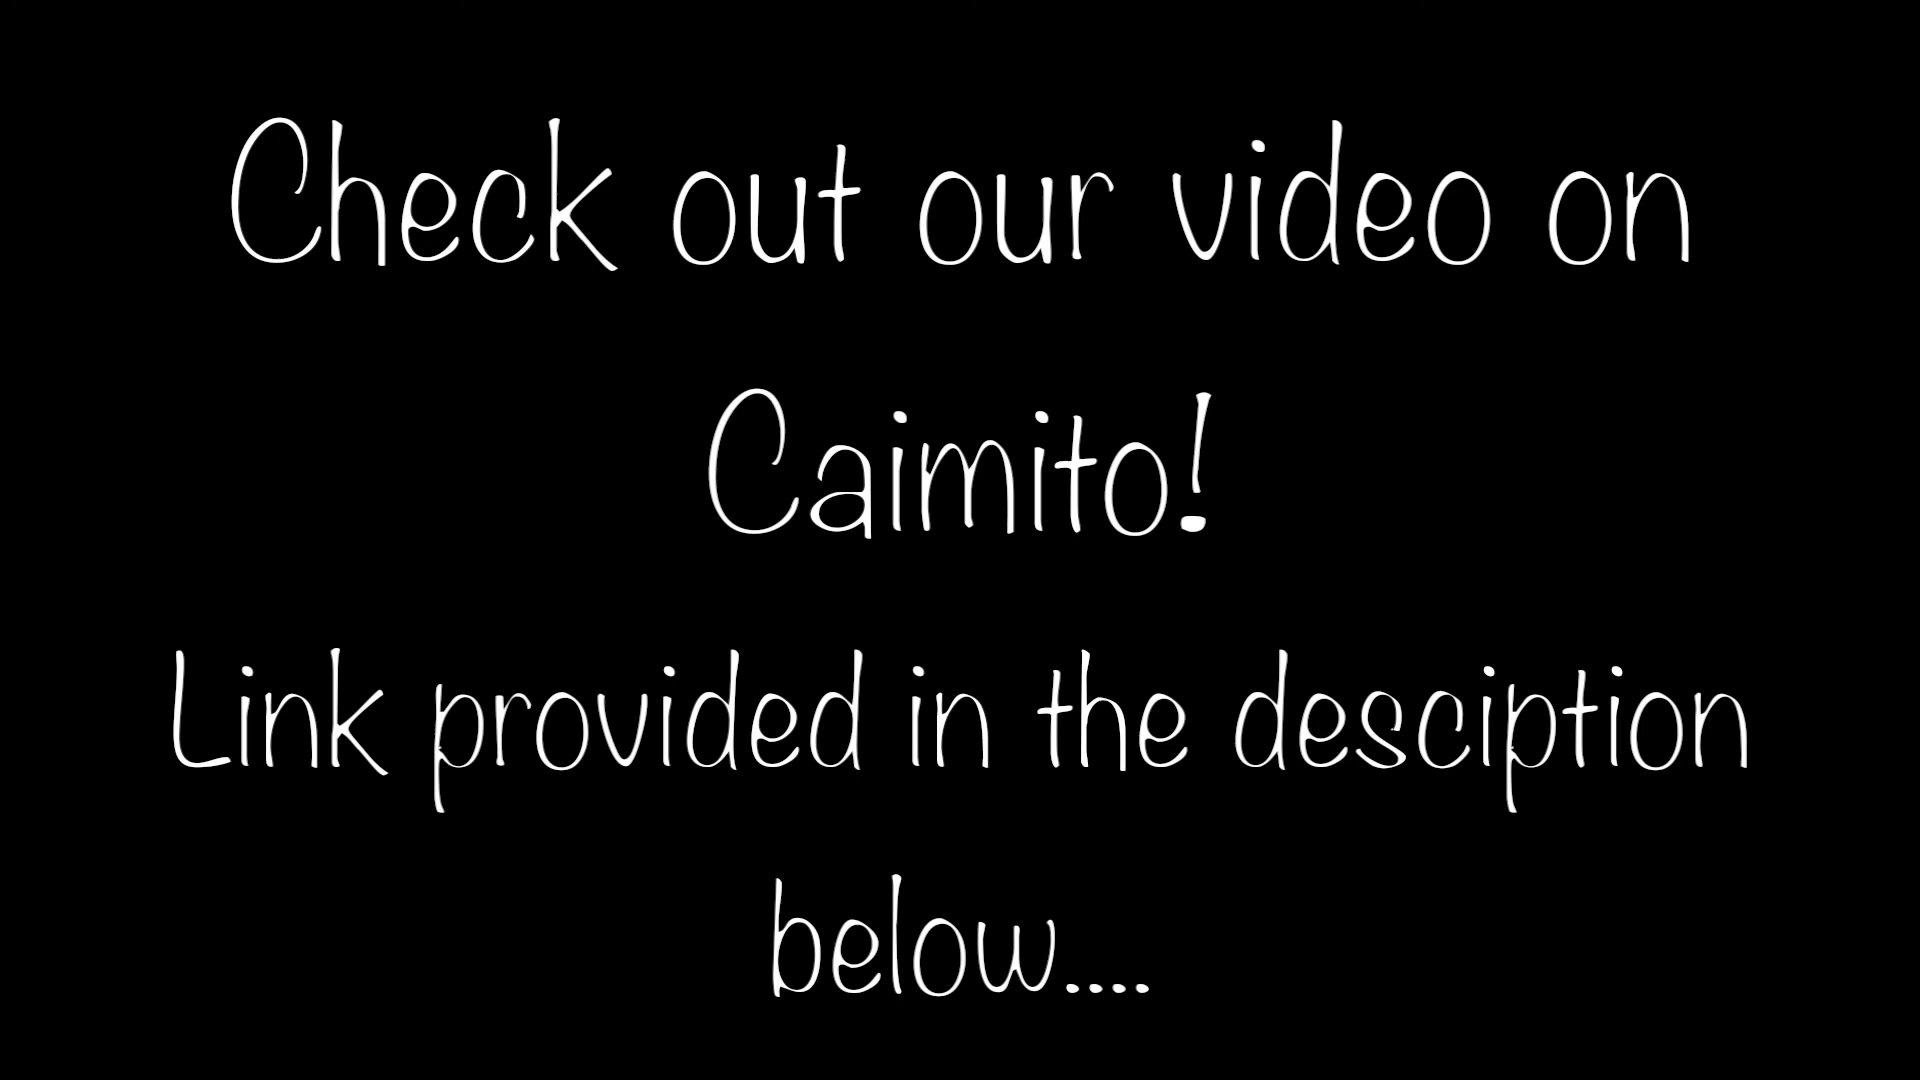 Check out our video on
Caimito!
Link provided in the desciption
below....